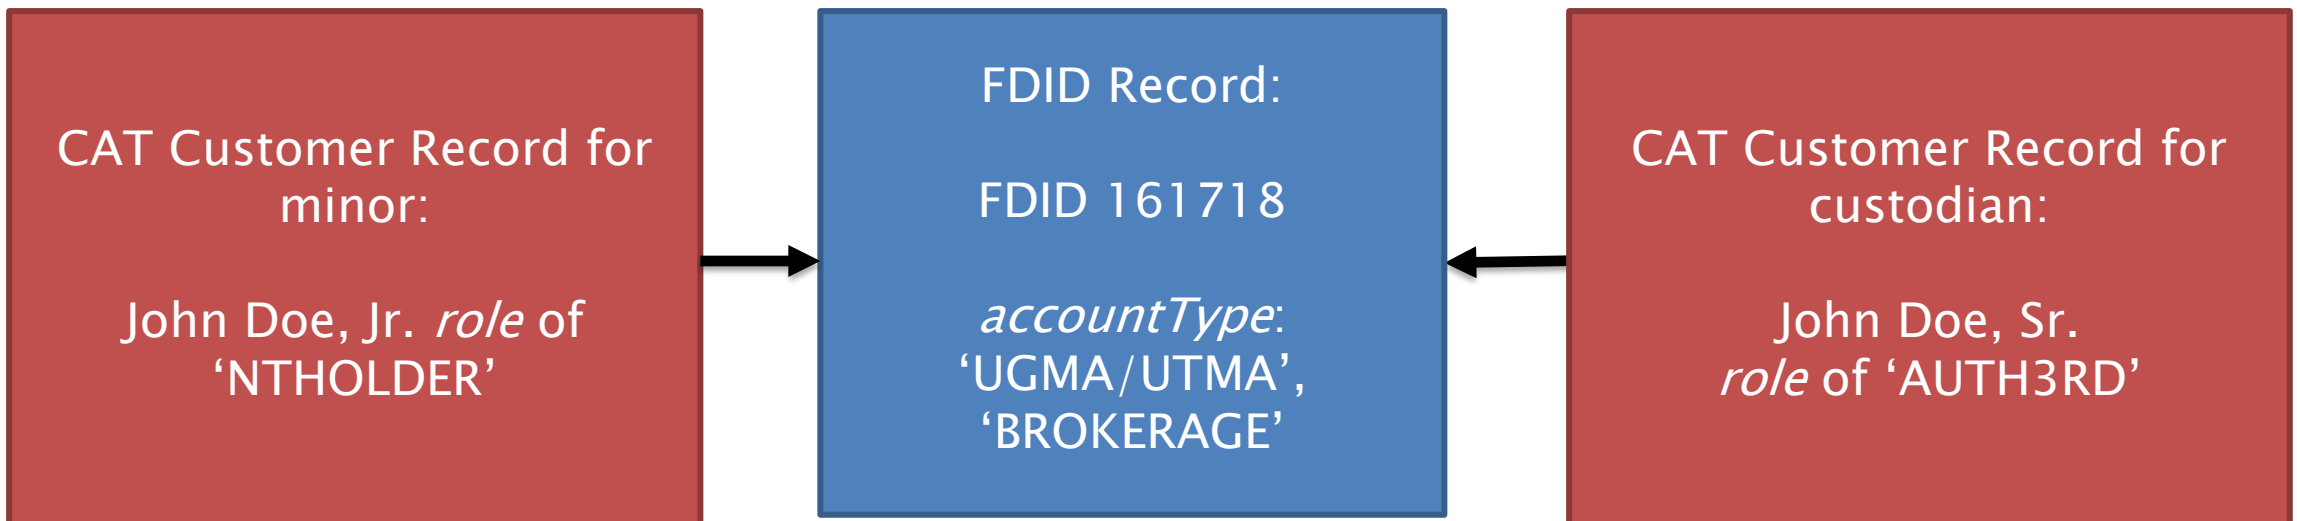 CAT Customer Record for
minor:
John Doe, Jr. role of
‘NTHOLDER’
FDID Record:
FDID 161718
accountType:
‘UGMA/UTMA’,
‘BROKERAGE’
CAT Customer Record for
custodian:
John Doe, Sr.
role of ‘AUTH3RD’